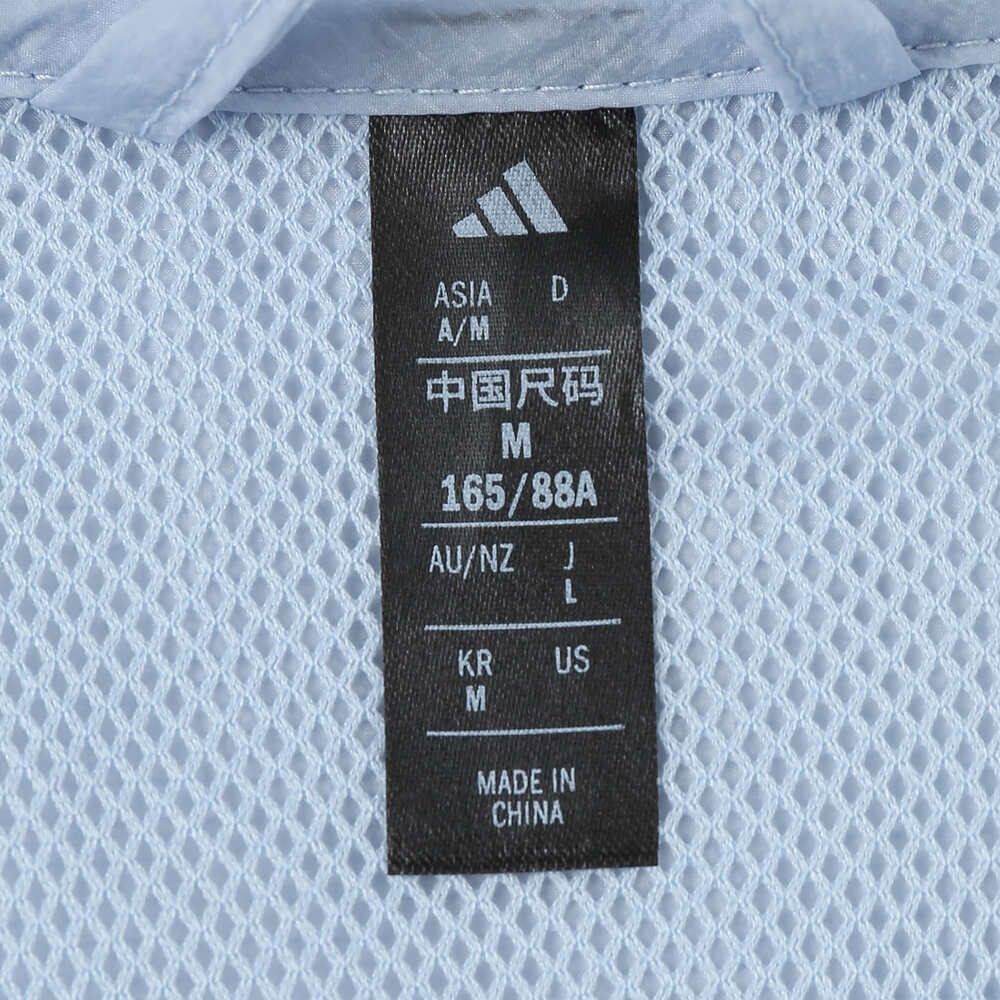 ASIA D
A/M
中国尺码
M
165/88A
AU/NZ J
L
KR US
M
MADE IN
CHINA